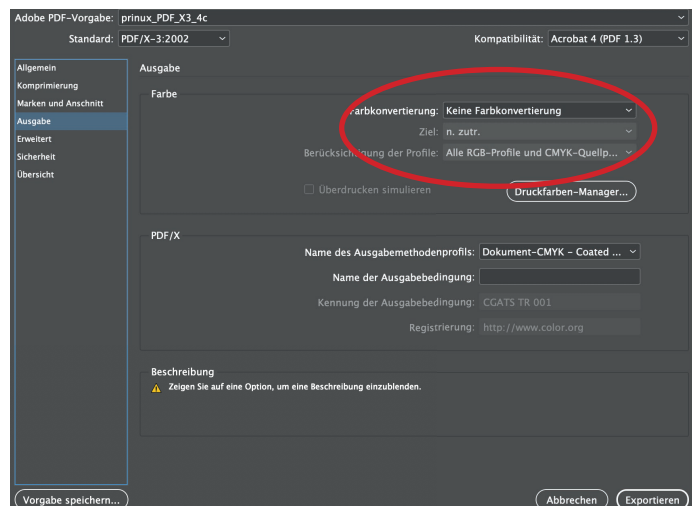 Adobe PDF-Vorgabe: prinux_PDF_X3_4c
Standard: PDF/X-3:2002
Kompatibilität: Acrobat 4 (PDF 1.3)
Allgemein
Komprimierung
Marken und Anschnitt
Ausgabe
Erweitert
Sicherheit
Übersicht
Ausgabe
Farbe
Farbkonvertierung: Keine Farbkonvertierung
Ziel: n. zutr.
Berücksichtigung der Profile: Alle RGB-Profile und CMYK-Quellp...
Überdrucken simulieren
Druckfarben-Manager...
PDF/X
Name des Ausgabemethodenprofils: Dokument-CMYK – Coated ...
Name der Ausgabebedingung:
Kennung der Ausgabebedingung: CGATS TR 001
Registrierung: http://www.color.org
Beschreibung
Zeigen Sie auf eine Option, um eine Beschreibung einzublenden.
Vorgabe speichern...
Abbrechen
Exportieren